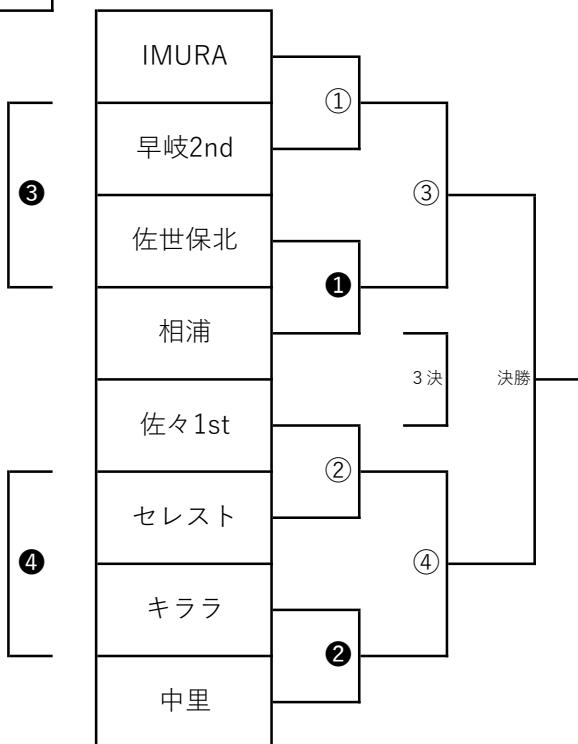 IMURA
①
早岐2nd
❸
③
佐世保北
❶
相浦
3決
決勝
佐々1st
②
セレスト
❹
④
キララ
❷
中里